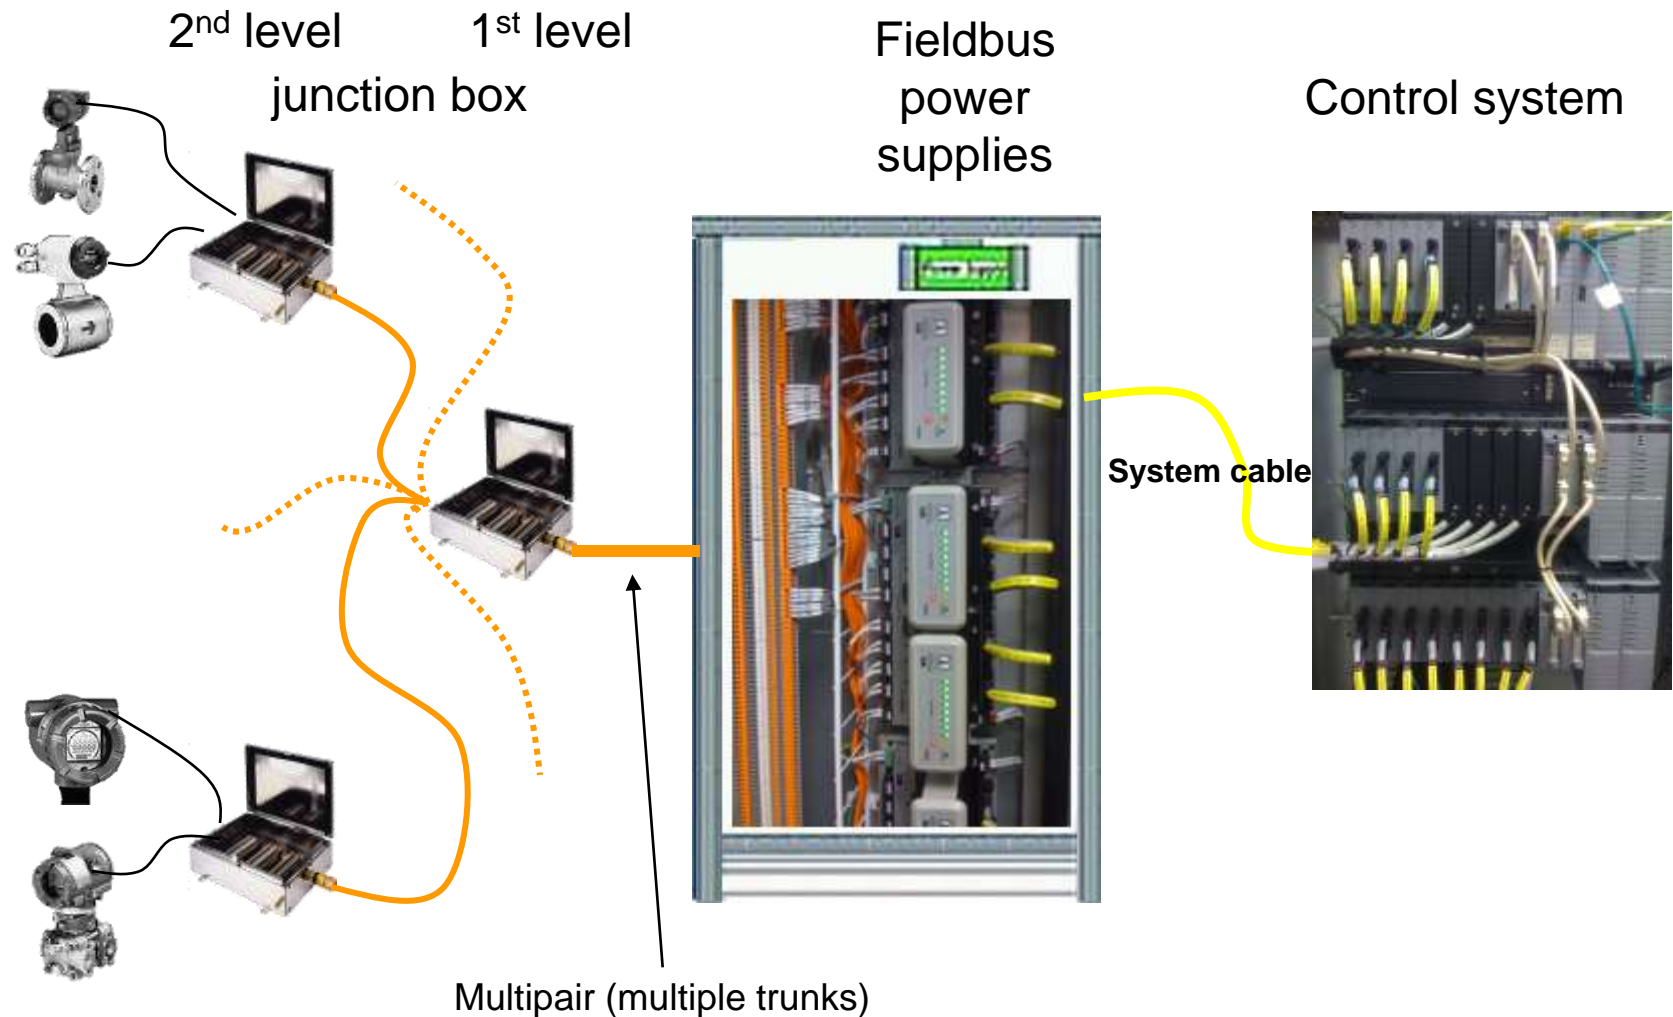 2nd level
1st level
junction box
Fieldbus
power
supplies
Control system
System cable
Multipair (multiple trunks)